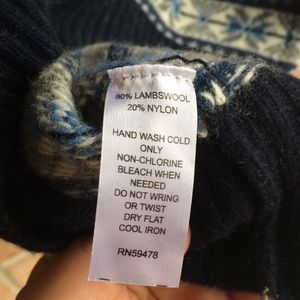 80% LAMBSWOOL
20% NYLON
HAND WASH COLD
ONLY
NON-CHLORINE
BLEACH WHEN
NEEDED
DO NOT WRING
OR TWIST
DRY FLAT
COOL IRON
RN59478